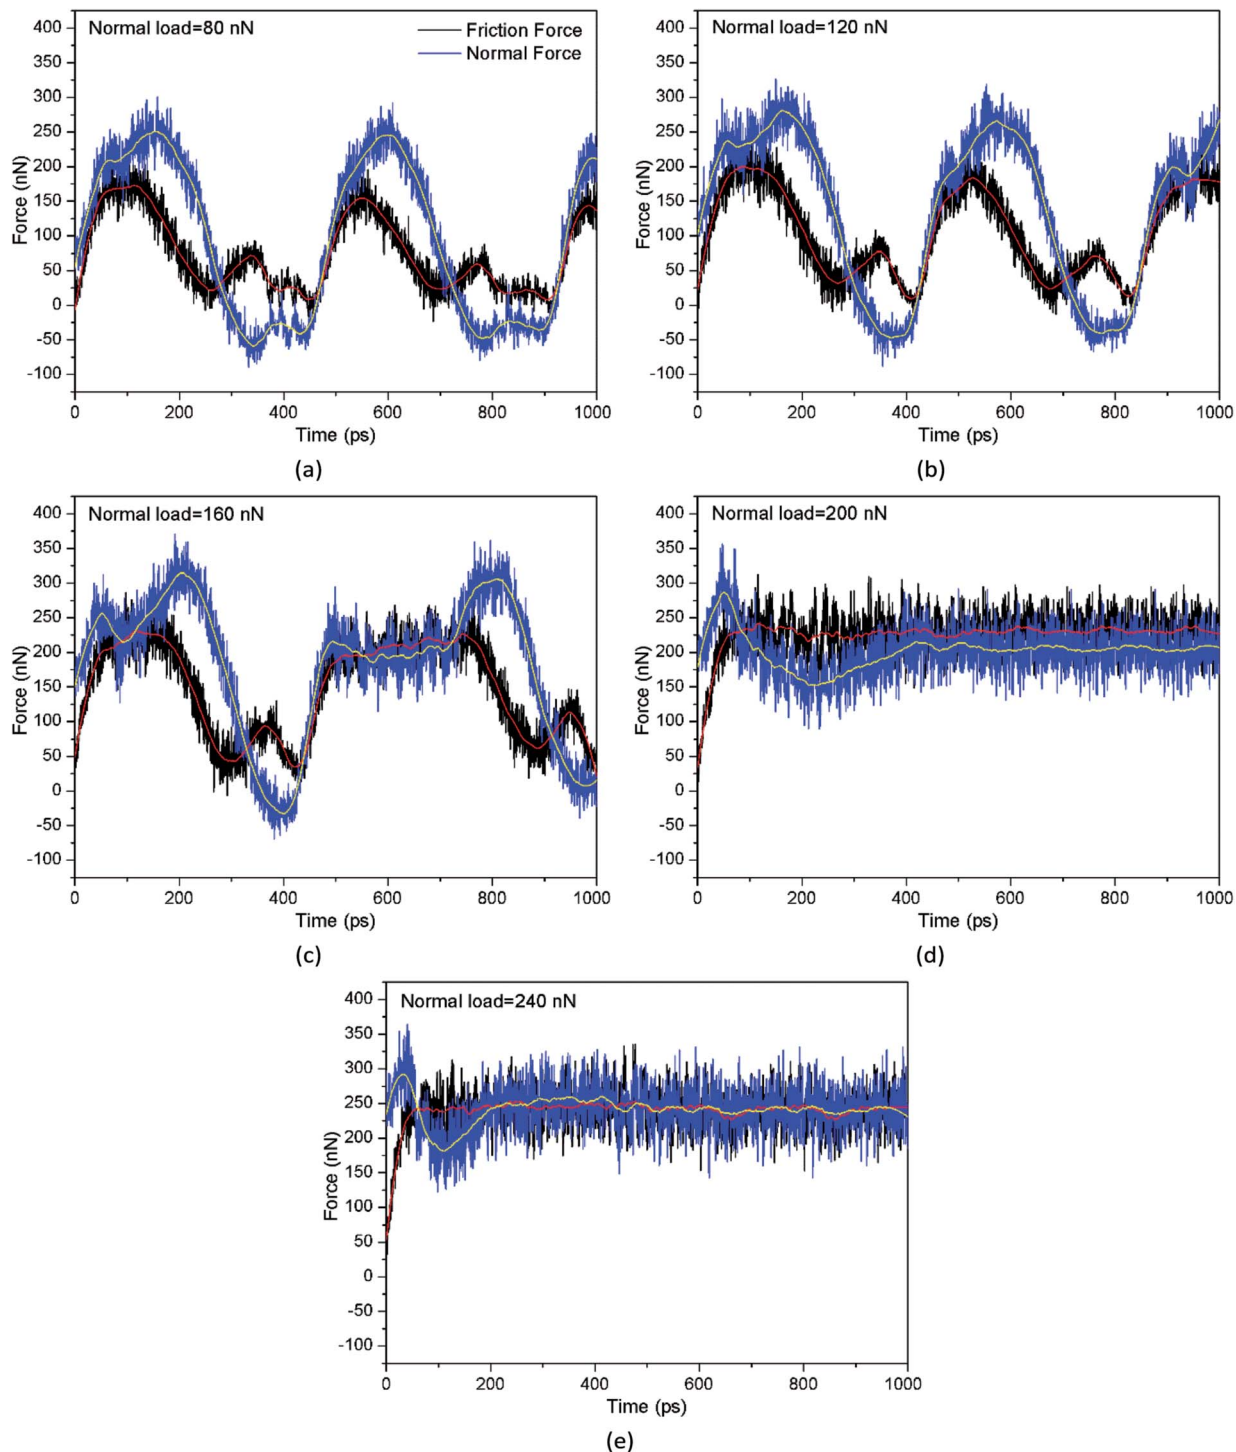 Normal load=80 nN
Friction Force
Normal Force
Force (nN)
400
350
300
250
200
150
100
50
0
-50
-100
0 200 400 600 800 1000
Time (ps)
(a)
Normal load=120 nN
Force (nN)
400
350
300
250
200
150
100
50
0
-50
-100
0 200 400 600 800 1000
Time (ps)
(b)
Normal load=160 nN
Force (nN)
400
350
300
250
200
150
100
50
0
-50
-100
0 200 400 600 800 1000
Time (ps)
(c)
Normal load=200 nN
Force (nN)
400
350
300
250
200
150
100
50
0
-50
-100
0 200 400 600 800 1000
Time (ps)
(d)
Normal load=240 nN
Force (nN)
400
350
300
250
200
150
100
50
0
-50
-100
0 200 400 600 800 1000
Time (ps)
(e)